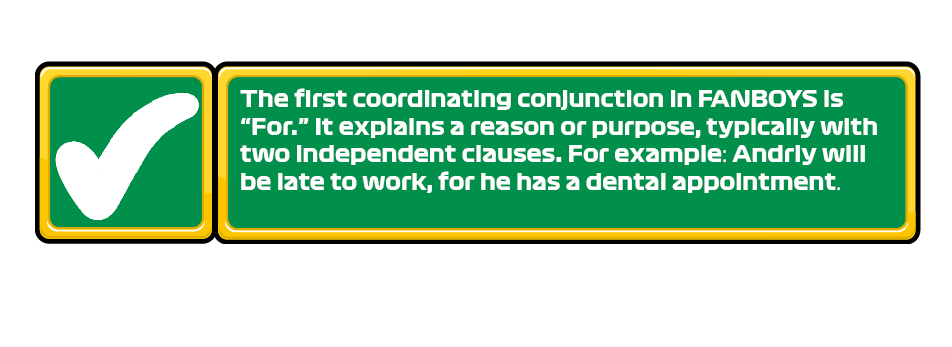 The first coordinating conjunction in FANBOYS is
“For.” It explains a reason or purpose, typically with
two independent clauses. For example: Andriy will
be late to work, for he has a dental appointment.